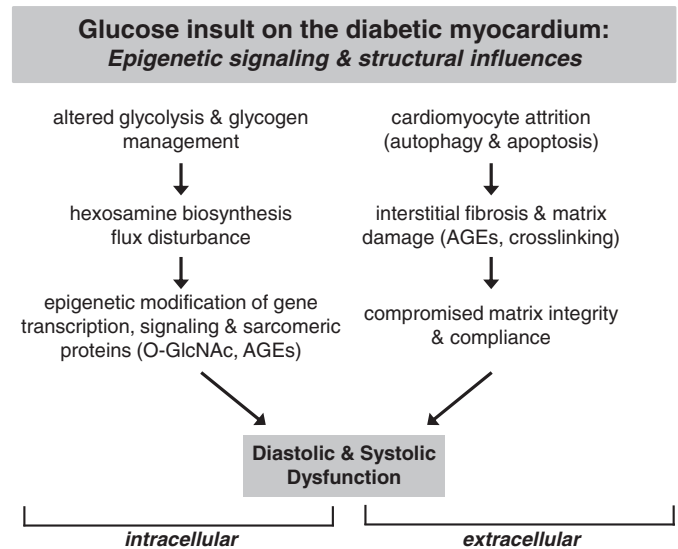 Glucose insult on the diabetic myocardium:
Epigenetic signaling & structural influences
altered glycolysis & glycogen
management
hexosamine biosynthesis
flux disturbance
epigenetic modification of gene
transcription, signaling & sarcomeric
proteins (O-GlcNAc, AGEs)
cardiomyocyte attrition
(autophagy & apoptosis)
interstitial fibrosis & matrix
damage (AGEs, crosslinking)
compromised matrix integrity
& compliance
Diastolic & Systolic
Dysfunction
intracellular
extracellular